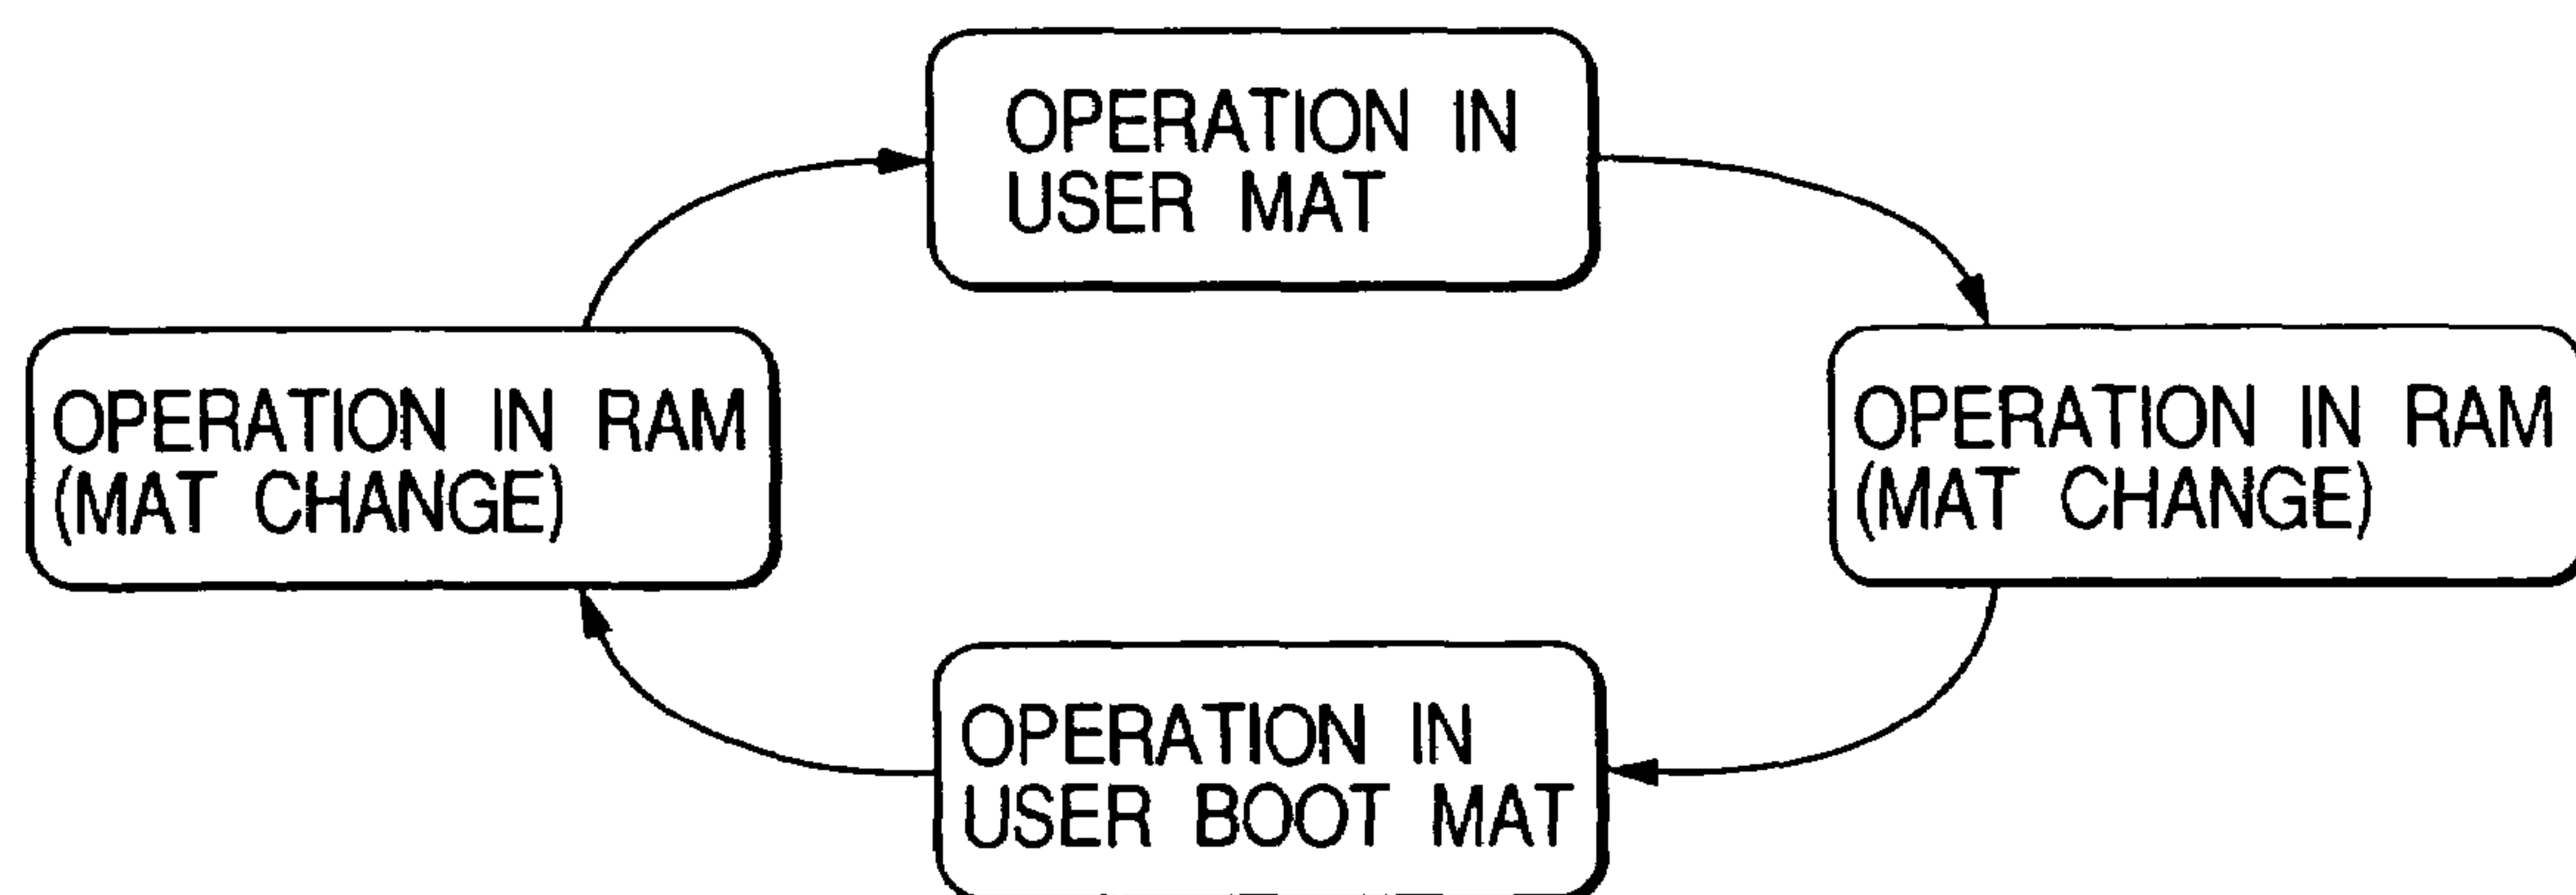 OPERATION IN
USER MAT
OPERATION IN RAM
(MAT CHANGE)
OPERATION IN RAM
(MAT CHANGE)
OPERATION IN
USER BOOT MAT